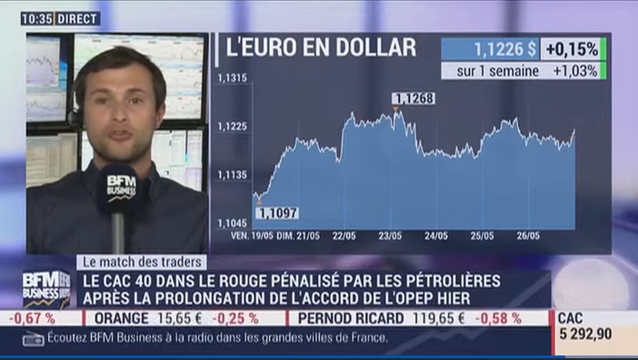 10:35 DIRECT
L'EURO EN DOLLAR
1,1226 $ +0,15%
sur 1 semaine +1,03%
1,1315
1,1268
1,1225
1,1135
1,1097
1,1045
VEN. 19/05 DIM. 21/05 22/05 23/05 24/05 25/05 26/05
BFM
BUSINESS
Le match des traders
BFM
BUSINESS
LE CAC 40 DANS LE ROUGE PÉNALISÉ PAR LES PÉTROLIÈRES
APRÈS LA PROLONGATION DE L'ACCORD DE L'OPEP HIER
-0,67 % ORANGE 15,65 € -0,25 % PERNOD RICARD 119,65 € -0,58 % CAC
5 292,90
Écoutez BFM Business à la radio dans les grandes villes de France.